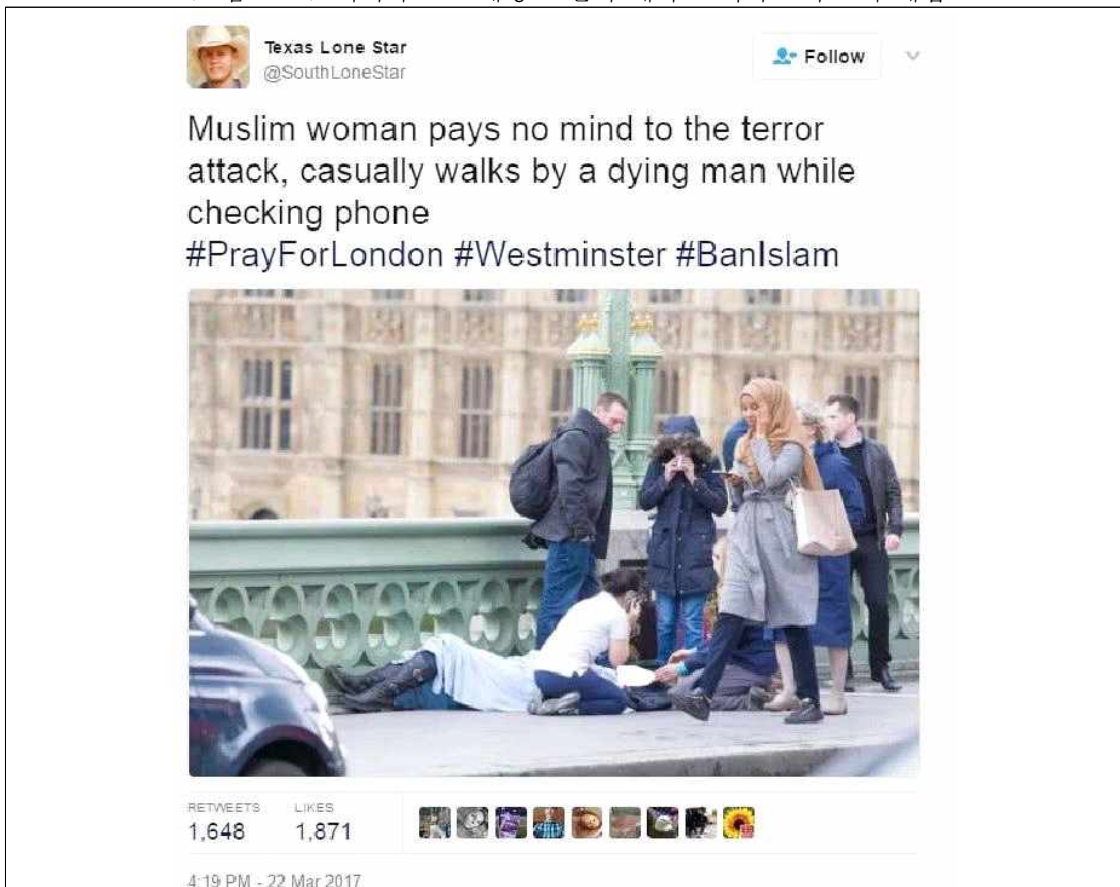 Texas Lone Star
@SouthLoneStar
Follow
Muslim woman pays no mind to the terror
attack, casually walks by a dying man while
checking phone
#PrayForLondon #Westminster #BanIslam
RETWEETS LIKES
1,648 1,871
4:19 PM - 22 Mar 2017